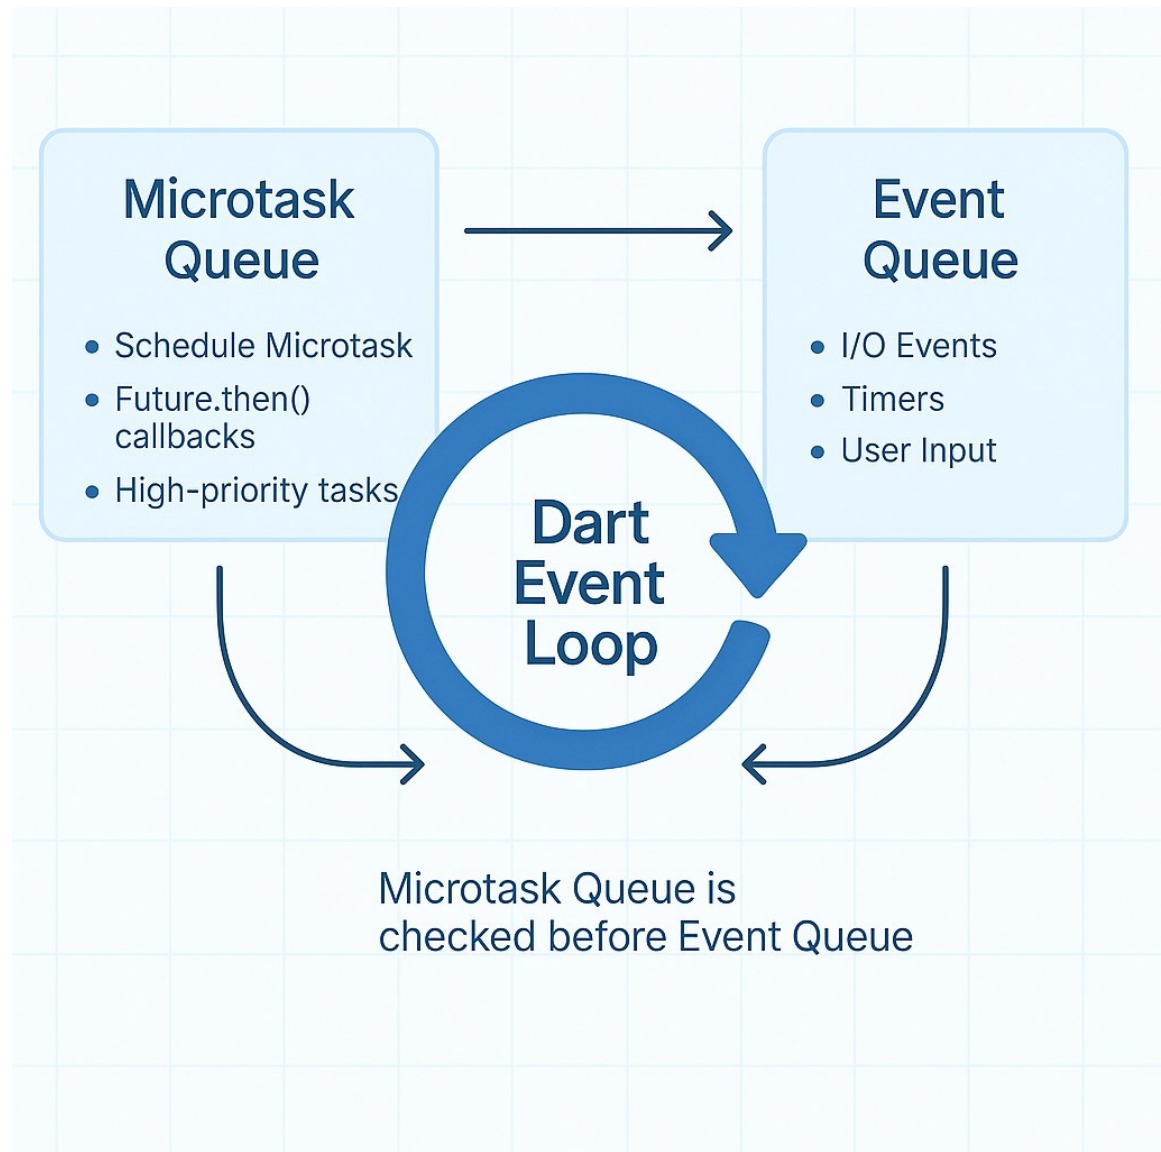 Microtask
Queue
Schedule Microtask
Future.then()
callbacks
High-priority tasks
Event
Queue
I/O Events
Timers
User Input
Dart
Event
Loop
Microtask Queue is
checked before Event Queue